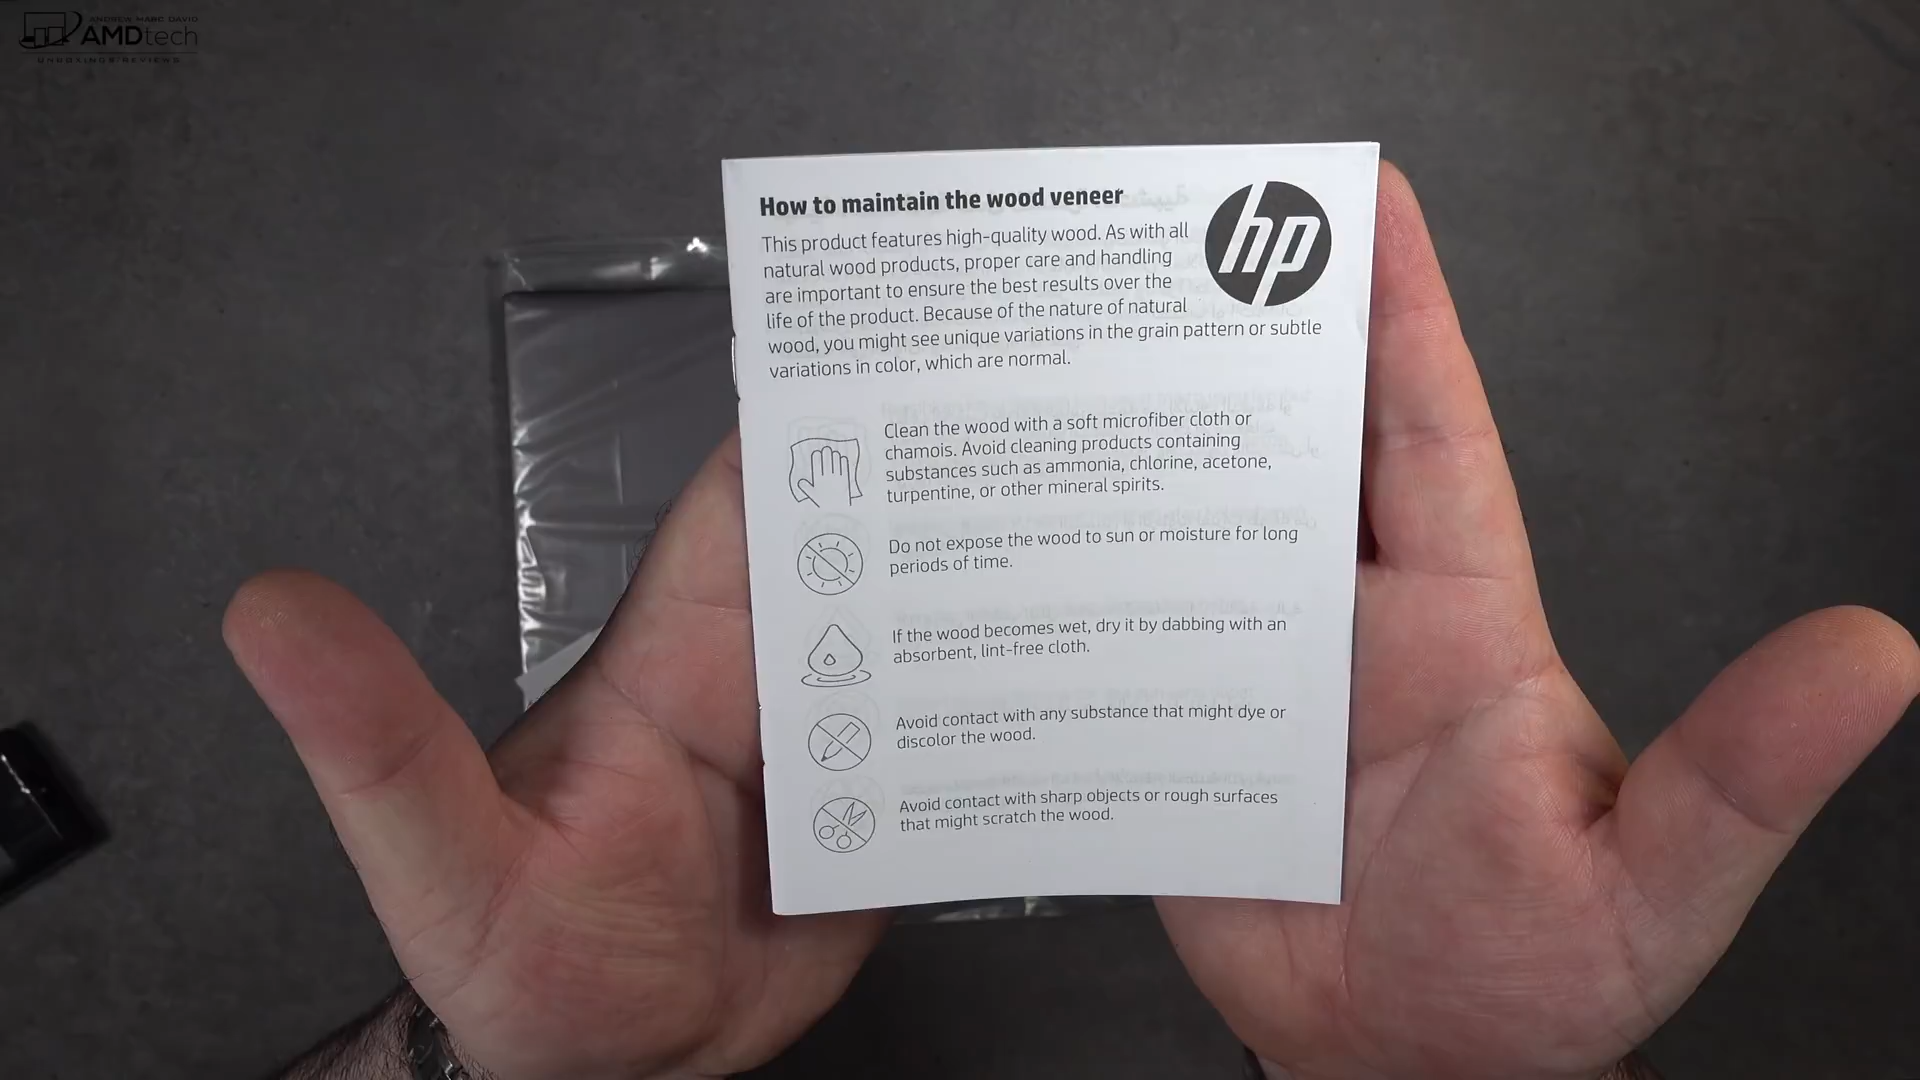 ANDREW MARC DAVID
AMDtech
UNBOXINGS/REVIEWS
How to maintain the wood veneer
hp
This product features high-quality wood. As with all
natural wood products, proper care and handling
are important to ensure the best results over the
life of the product. Because of the nature of natural
wood, you might see unique variations in the grain pattern or subtle
variations in color, which are normal.
Clean the wood with a soft microfiber cloth or
chamois. Avoid cleaning products containing
substances such as ammonia, chlorine, acetone,
turpentine, or other mineral spirits.
Do not expose the wood to sun or moisture for long
periods of time.
If the wood becomes wet, dry it by dabbing with an
absorbent, lint-free cloth.
Avoid contact with any substance that might dye or
discolor the wood.
Avoid contact with sharp objects or rough surfaces
that might scratch the wood.